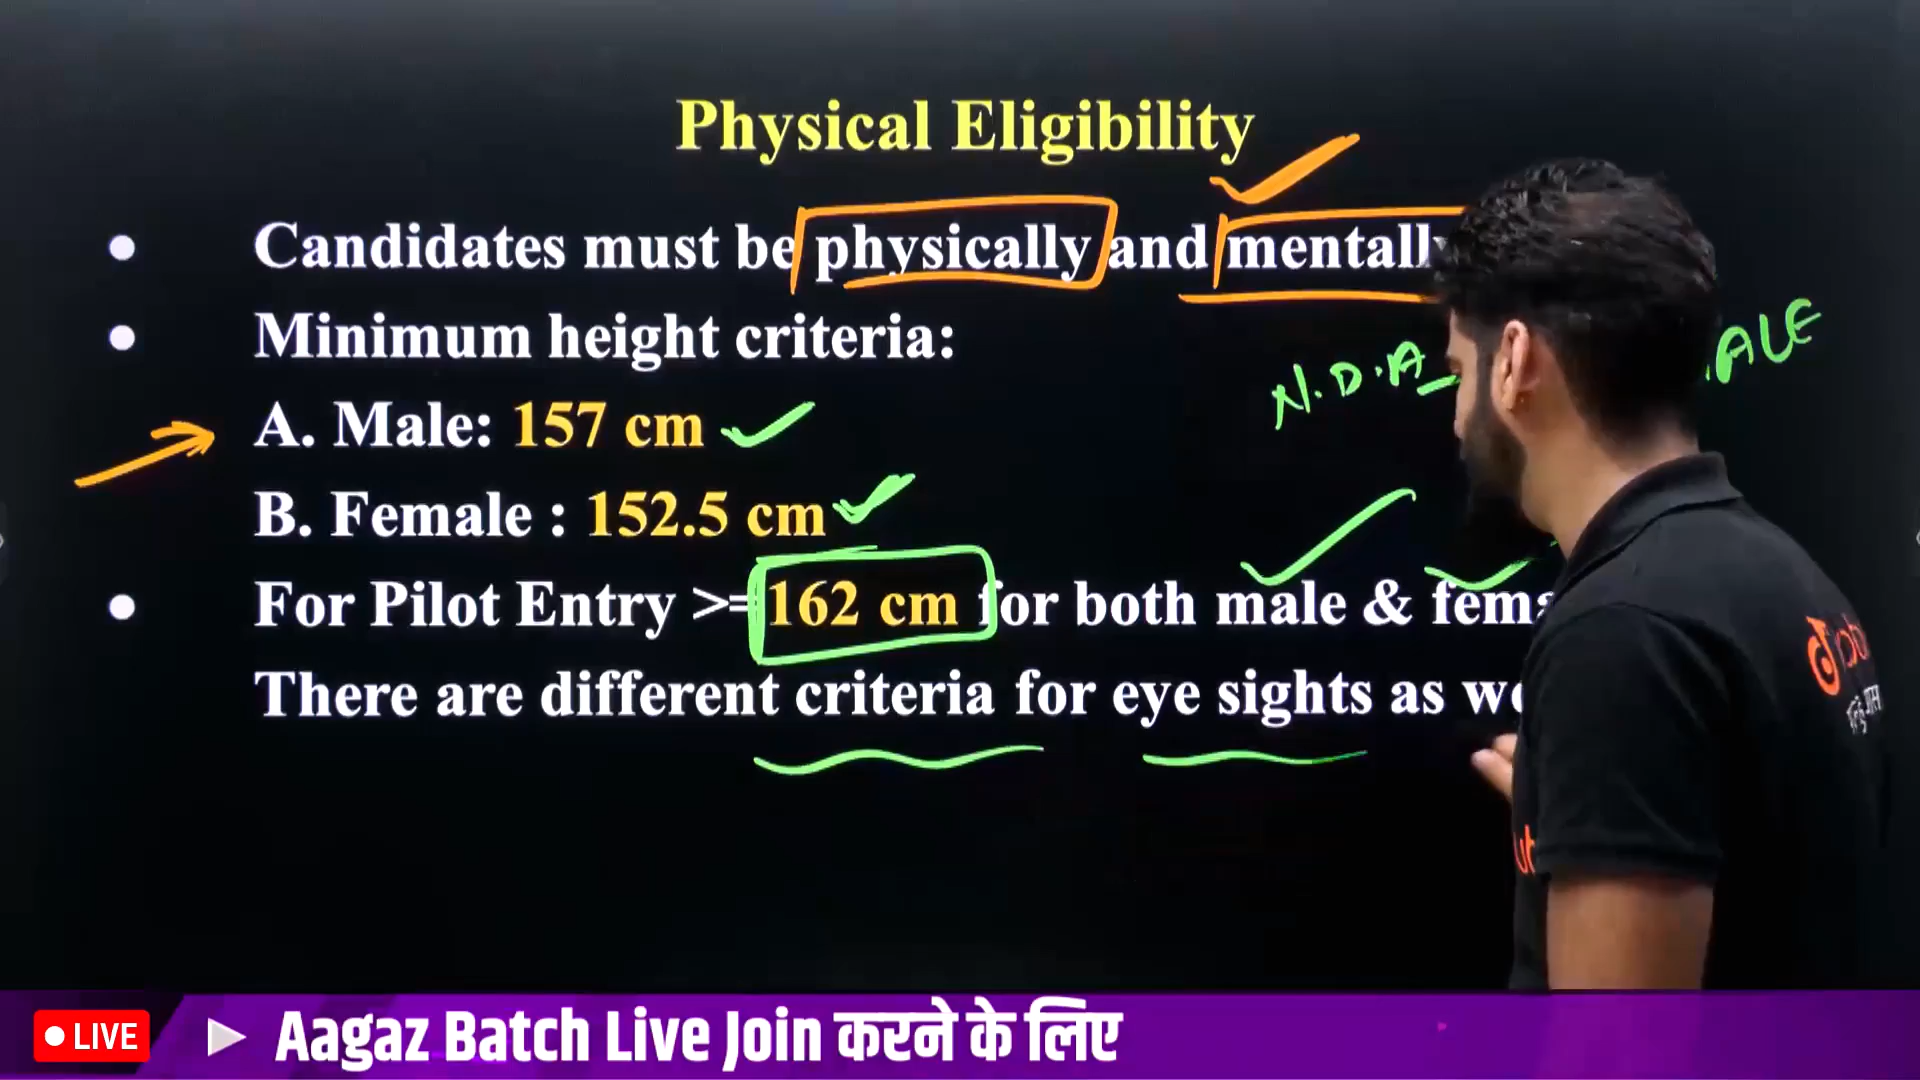 Physical Eligibility
• Candidates must be physically and mentally
• Minimum height criteria:
A. Male: 157 cm
B. Female : 152.5 cm
N.D.A
ALE
• For Pilot Entry >= 162 cm for both male &
There are different criteria for eye sights as
LIVE
Aagaz Batch Live Join करने के लिए